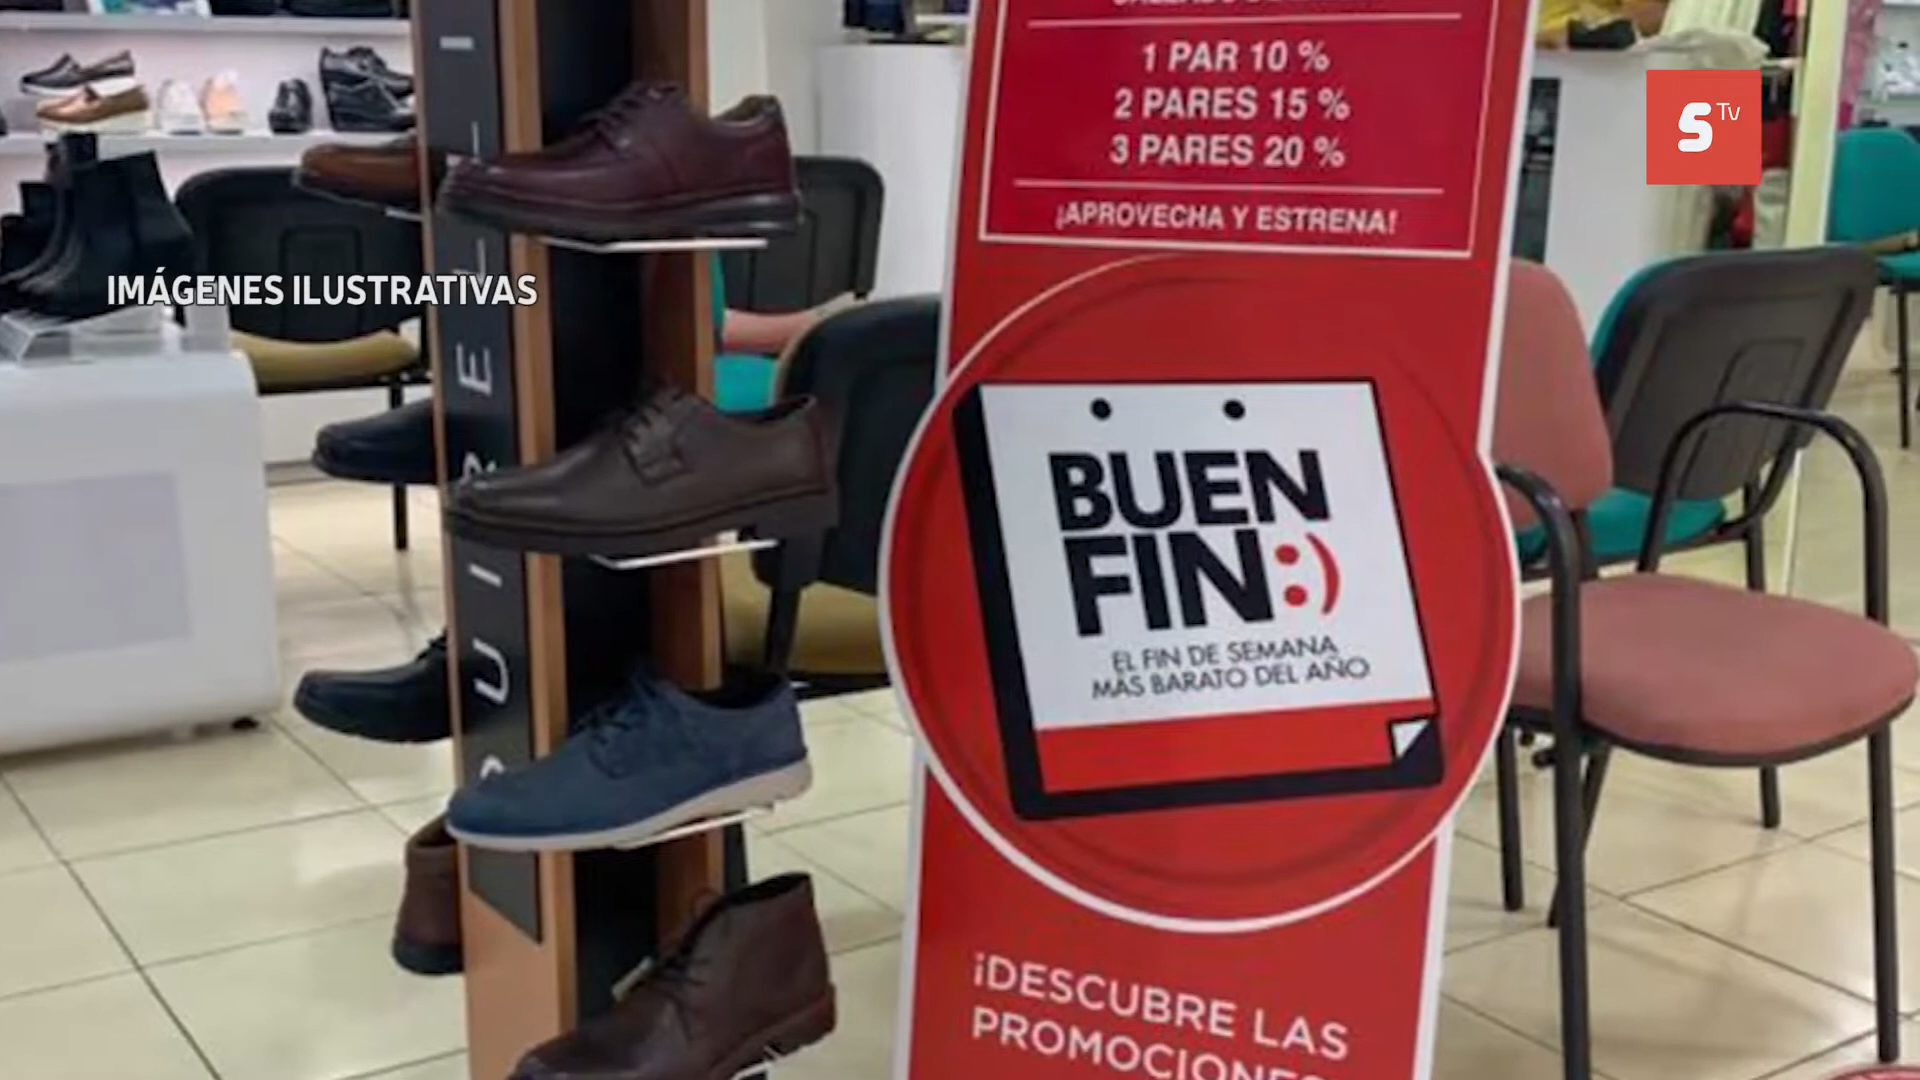 1 PAR 10 %
2 PARES 15 %
3 PARES 20 %
¡APROVECHA Y ESTRENA!
S Tv
IMÁGENES ILUSTRATIVAS
BUEN
FIN:)
EL FIN DE SEMANA
MÁS BARATO DEL AÑO
¡DESCUBRE LAS
PROMOCIONES